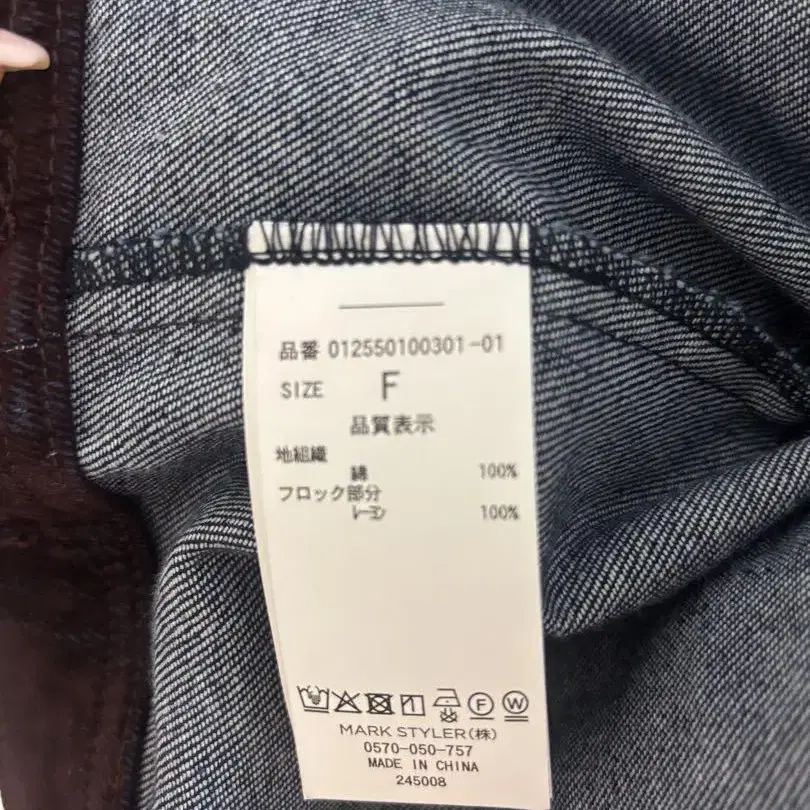 品番 012550100301-01
SIZE F
品質表示
地組織
綿 100%
フロック部分
レーヨン 100%
F W
MARK STYLER(株)
0570-050-757
MADE IN CHINA
245008